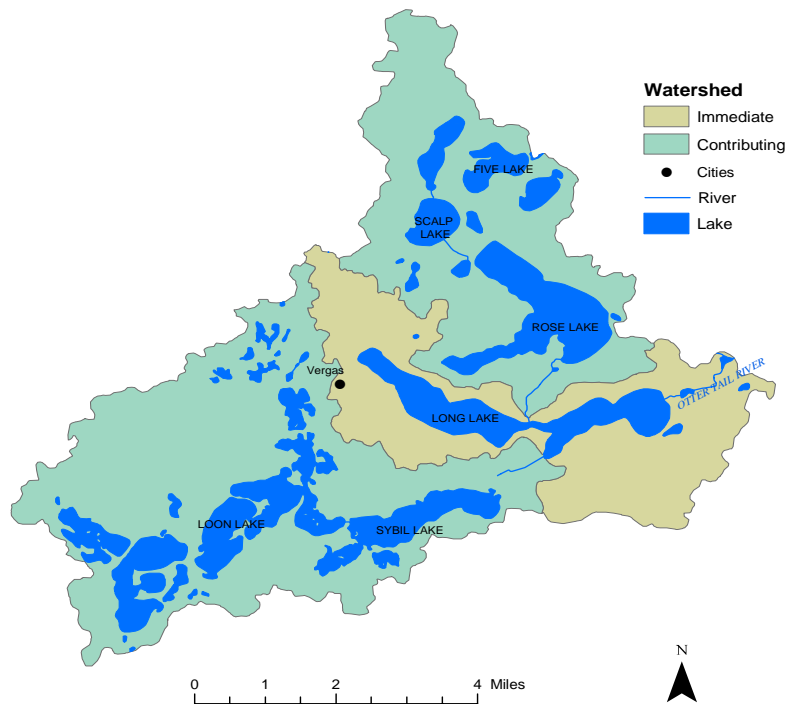 Watershed
Immediate
Contributing
Cities
River
Lake
FIVE LAKE
SCALP
LAKE
ROSE LAKE
Vergas
OTTER TAIL RIVER
LONG LAKE
LOON LAKE
SYBIL LAKE
N
0 1 2 4 Miles